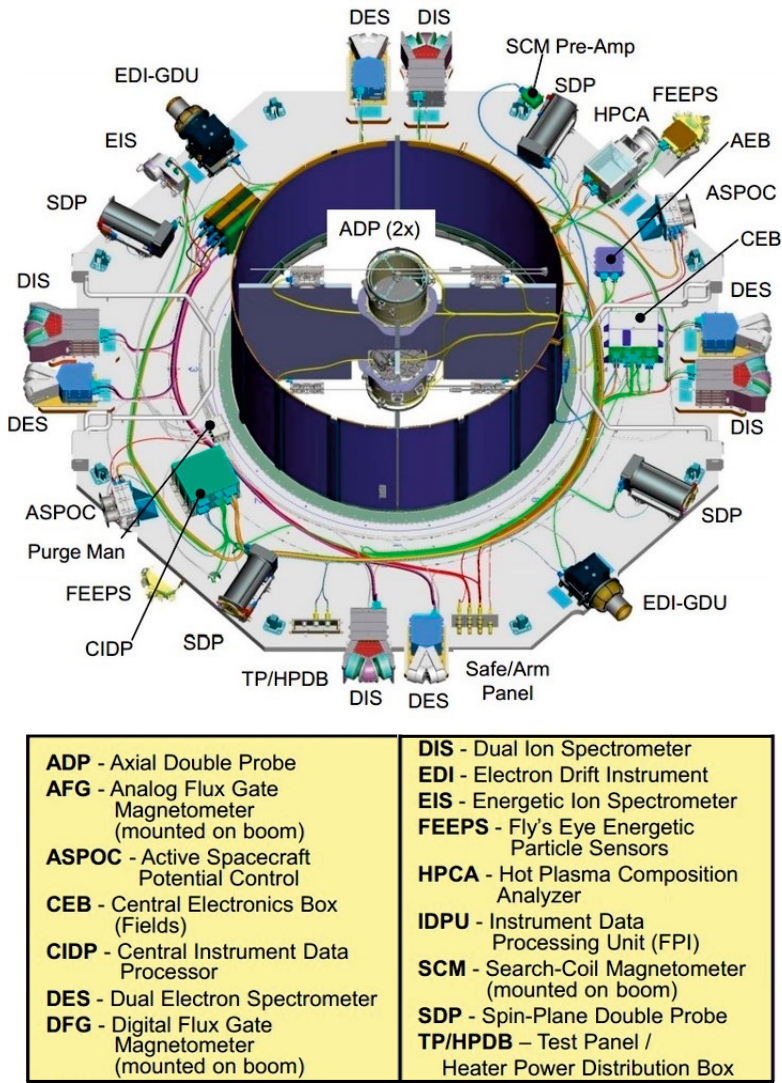 DES
DIS
SCM Pre-Amp
SDP
EDI-GDU
HPCA
FEEPS
EIS
AEB
ASPOC
SDP
ADP (2x)
CEB
DIS
DES
DES
DIS
ASPOC
SDP
Purge Man
FEEPS
EDI-GDU
CIDP
SDP
TP/HPDB
DIS
DES
Safe/Arm
Panel
ADP - Axial Double Probe
AFG - Analog Flux Gate
Magnetometer
(mounted on boom)
ASPOC - Active Spacecraft
Potential Control
CEB - Central Electronics Box
(Fields)
CIDP - Central Instrument Data
Processor
DES - Dual Electron Spectrometer
DFG - Digital Flux Gate
Magnetometer
(mounted on boom)
DIS - Dual Ion Spectrometer
EDI - Electron Drift Instrument
EIS - Energetic Ion Spectrometer
FEEPS - Fly's Eye Energetic
Particle Sensors
HPCA - Hot Plasma Composition
Analyzer
IDPU - Instrument Data
Processing Unit (FPI)
SCM - Search-Coil Magnetometer
(mounted on boom)
SDP - Spin-Plane Double Probe
TP/HPDB – Test Panel /
Heater Power Distribution Box